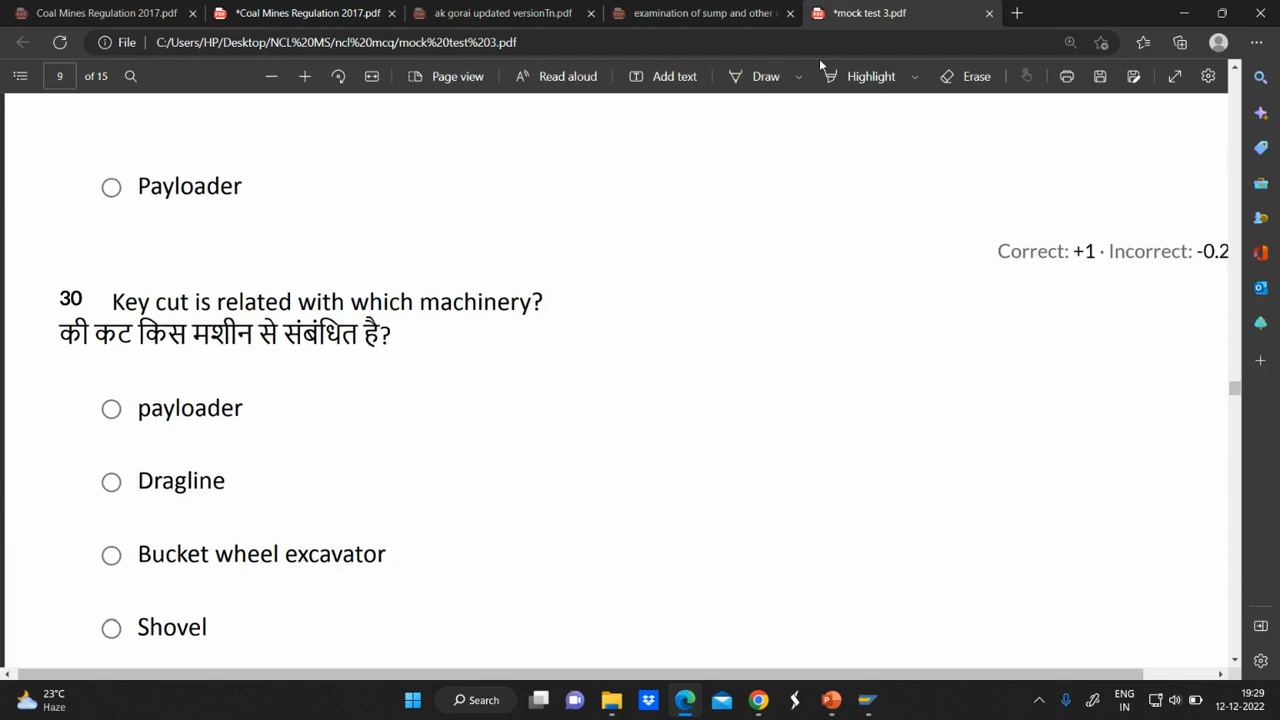 Coal Mines Regulation 2017.pdf
*Coal Mines Regulation 2017.pdf
ak gorai updated versionTn.pdf
examination of sump and other
*mock test 3.pdf
File
C:/Users/HP/Desktop/NCL%20MS/ncl%20mcq/mock%20test%203.pdf
9
of 15
Page view
Read aloud
Add text
Draw
Highlight
Erase
Payloader
Correct: +1 · Incorrect: -0.2
30 Key cut is related with which machinery?
की कट किस मशीन से संबंधित है?
payloader
Dragline
Bucket wheel excavator
Shovel
23°C
Haze
Search
ENG
IN
19:29
12-12-2022